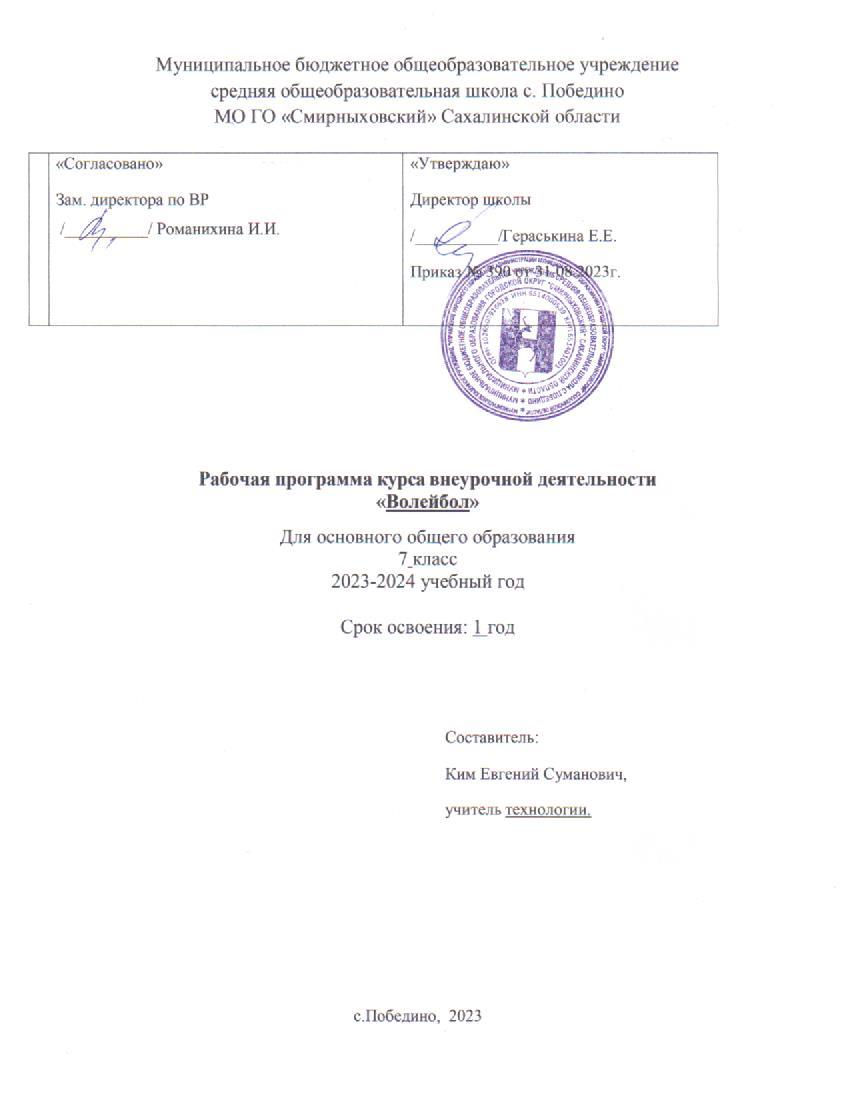 Муниципальное бюджетное общеобразовательное учреждение
средняя общеобразовательная школа с. Победино
МО ГО «Смирныховский» Сахалинской области
«Согласовано»
Зам. директора по ВР
/__________/ Романихина И.И.
«Утверждаю»
Директор школы
/__________/Гераськина Е.Е.
Приказ № 390 от 31.08.2023г.
Рабочая программа курса внеурочной деятельности
«Волейбол»
Для основного общего образования
7 класс
2023-2024 учебный год
Срок освоения: 1 год
Составитель:
Ким Евгений Суманович,
учитель технологии,
с.Победино, 2023